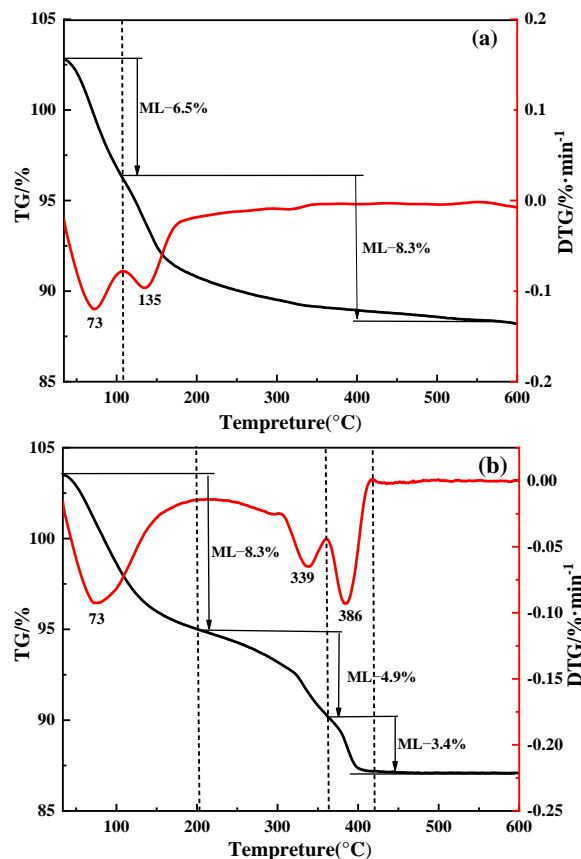 (a)
105
100
95
90
85
TG/%
ML−6.5%
ML−8.3%
73
135
0.2
0.1
0.0
-0.1
-0.2
DTG/%·min⁻¹
100 200 300 400 500 600
Tempreture(°C)
(b)
105
100
95
90
85
TG/%
ML−8.3%
ML−4.9%
ML−3.4%
73
339
386
0.00
-0.05
-0.10
-0.15
-0.20
-0.25
DTG/%·min⁻¹
100 200 300 400 500 600
Tempreture(°C)